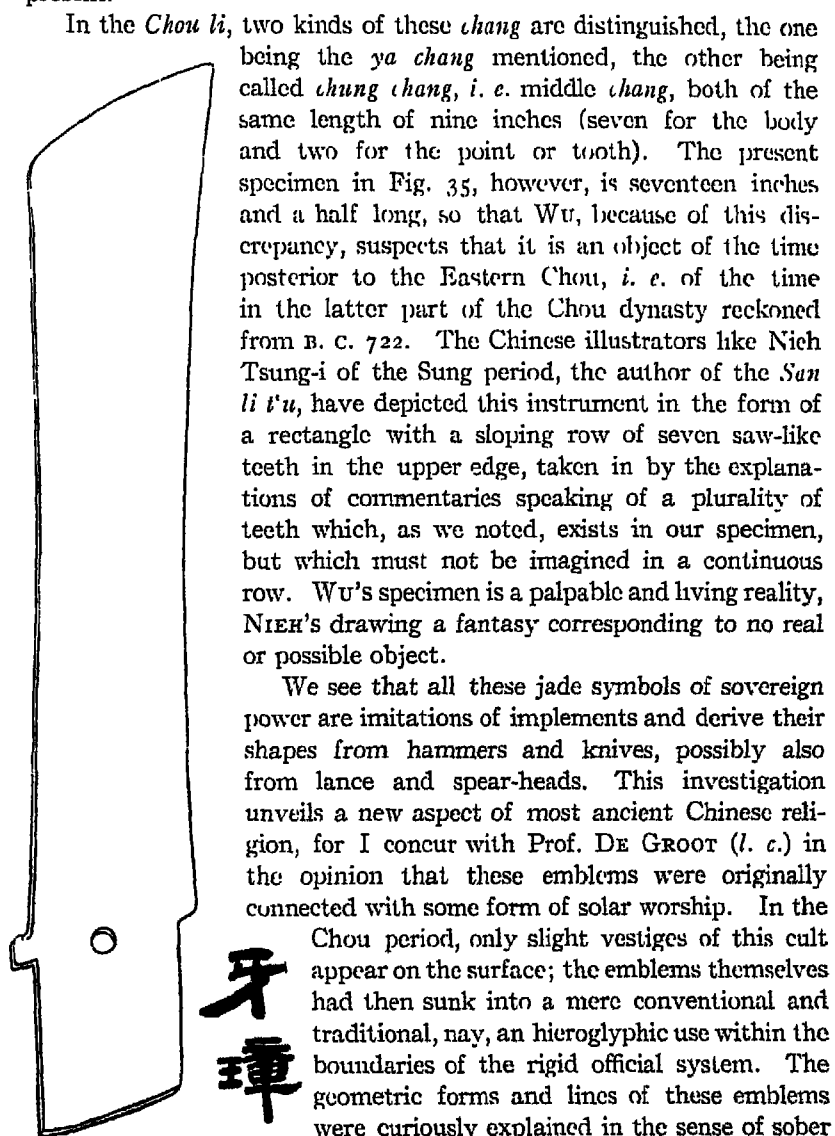 In the Chou li, two kinds of these chang are distinguished, the one
being the ya chang mentioned, the other being
called chung chang, i. e. middle chang, both of the
same length of nine inches (seven for the body
and two for the point or tooth). The present
specimen in Fig. 35, however, is seventeen inches
and a half long, so that WU, because of this dis-
crepancy, suspects that it is an object of the time
posterior to the Eastern Chou, i. e. of the time
in the latter part of the Chou dynasty reckoned
from B. C. 722. The Chinese illustrators like Nieh
Tsung-i of the Sung period, the author of the San
li t‘u, have depicted this instrument in the form of
a rectangle with a sloping row of seven saw-like
teeth in the upper edge, taken in by the explana-
tions of commentaries speaking of a plurality of
teeth which, as we noted, exists in our specimen,
but which must not be imagined in a continuous
row. WU's specimen is a palpable and living reality,
NIEH's drawing a fantasy corresponding to no real
or possible object.
We see that all these jade symbols of sovereign
power are imitations of implements and derive their
shapes from hammers and knives, possibly also
from lance and spear-heads. This investigation
unveils a new aspect of most ancient Chinese reli-
gion, for I concur with Prof. DE GROOT (l. c.) in
the opinion that these emblems were originally
connected with some form of solar worship. In the
Chou period, only slight vestiges of this cult
appear on the surface; the emblems themselves
had then sunk into a mere conventional and
traditional, nay, an hieroglyphic use within the
boundaries of the rigid official system. The
geometric forms and lines of these emblems
were curiously explained in the sense of sober
牙
璋